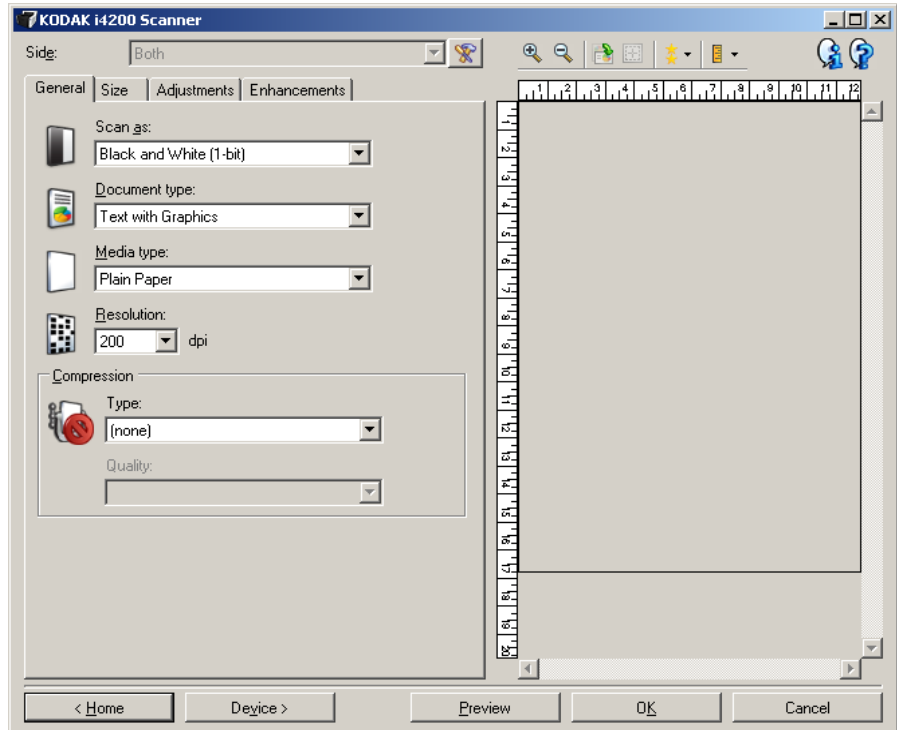 KODAK i4200 Scanner
Side: Both
General Size Adjustments Enhancements
Scan as:
Black and White (1-bit)
Document type:
Text with Graphics
Media type:
Plain Paper
Resolution:
200 dpi
Compression
Type:
(none)
Quality:
1 2 3 4 5 6 7 8 9 10 11 12
1
2
3
4
5
6
7
8
9
10
11
12
13
14
15
16
17
18
19
20
< Home Device > Preview OK Cancel